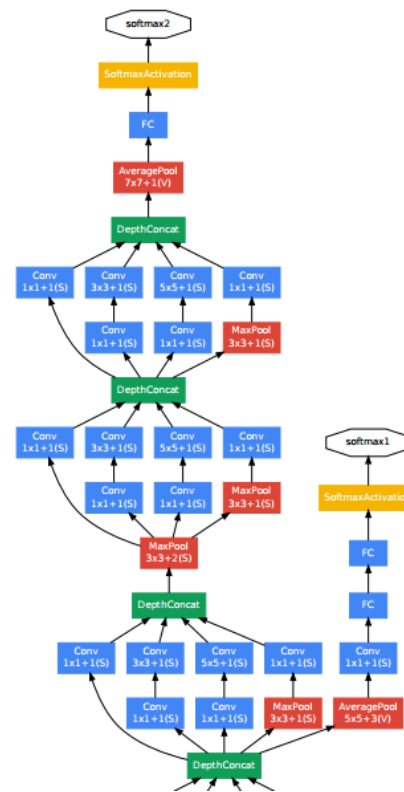 softmax2
SoftmaxActivation
FC
AveragePool
7x7+1(V)
DepthConcat
Conv
1x1+1(S)
Conv
3x3+1(S)
Conv
5x5+1(S)
Conv
1x1+1(S)
Conv
1x1+1(S)
Conv
1x1+1(S)
MaxPool
3x3+1(S)
DepthConcat
Conv
1x1+1(S)
Conv
3x3+1(S)
Conv
5x5+1(S)
Conv
1x1+1(S)
softmax1
Conv
1x1+1(S)
Conv
1x1+1(S)
MaxPool
3x3+1(S)
SoftmaxActivation
MaxPool
3x3+2(S)
FC
DepthConcat
FC
Conv
1x1+1(S)
Conv
3x3+1(S)
Conv
5x5+1(S)
Conv
1x1+1(S)
Conv
1x1+1(S)
Conv
1x1+1(S)
Conv
1x1+1(S)
MaxPool
3x3+1(S)
AveragePool
5x5+3(V)
DepthConcat